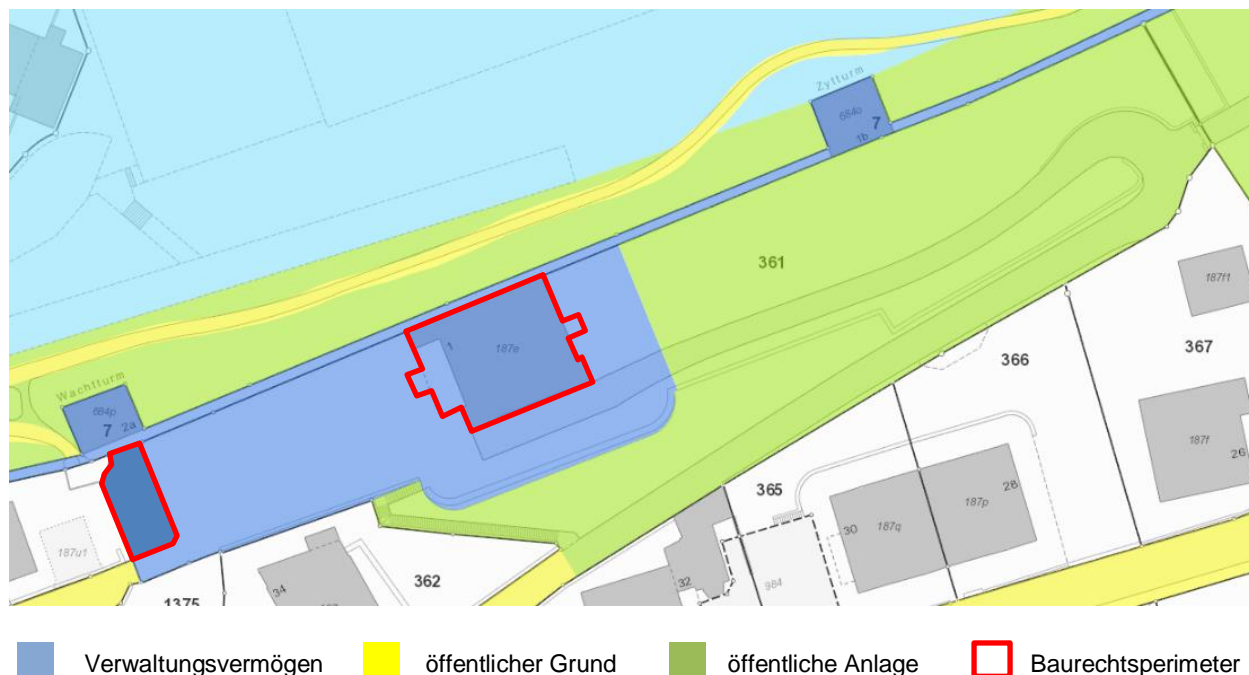 Zytturm
684o
7
1b
361
187f1
367
366
1
187e
Wachtturm
684p
7 2a
187f
26
365
28
187p
30
187q
187u1
362
984
32
34
1375
Verwaltungsvermögen
öffentlicher Grund
öffentliche Anlage
Baurechtsperimeter